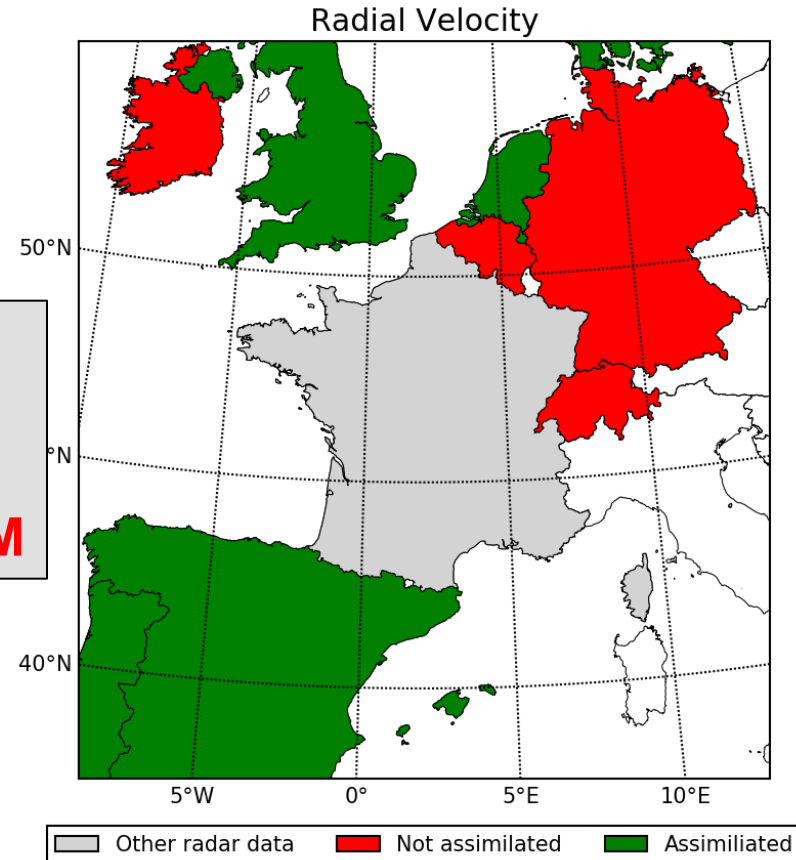 Radial Velocity
50°N
°N
M
40°N
5°W 0° 5°E 10°E
Other radar data Not assimilated Assimiliated